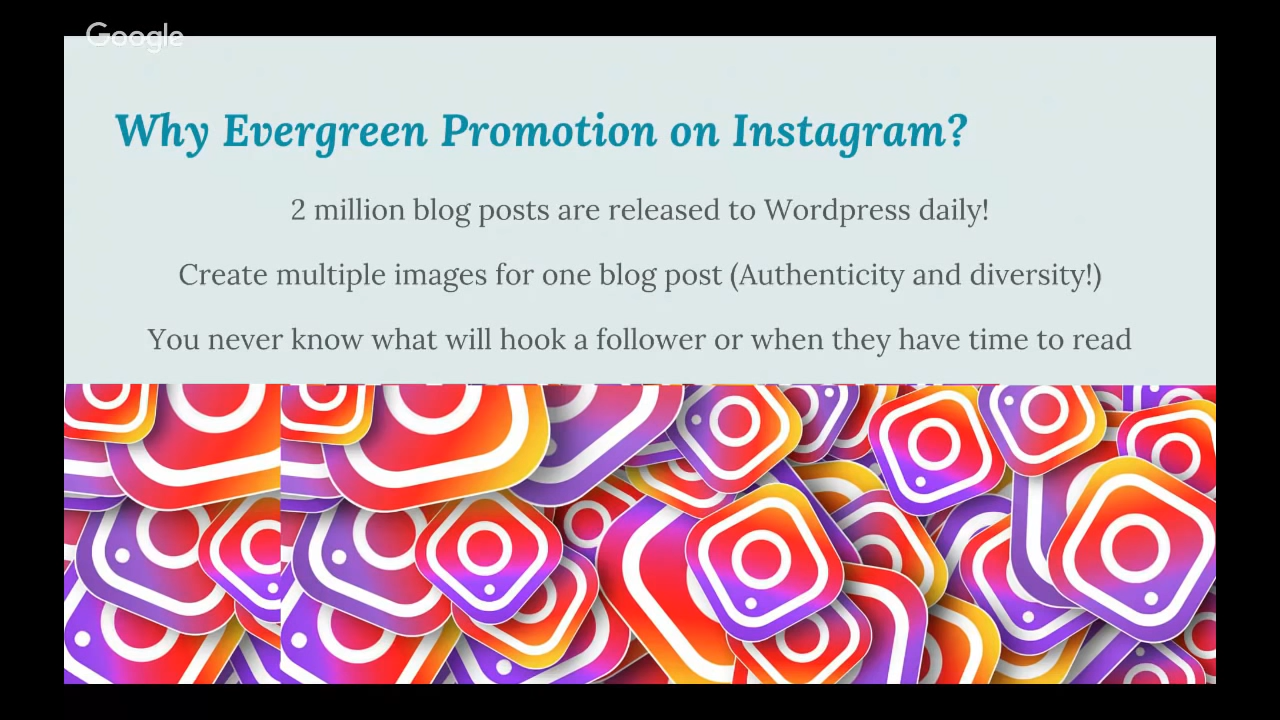 Google
Why Evergreen Promotion on Instagram?
2 million blog posts are released to Wordpress daily!
Create multiple images for one blog post (Authenticity and diversity!)
You never know what will hook a follower or when they have time to read